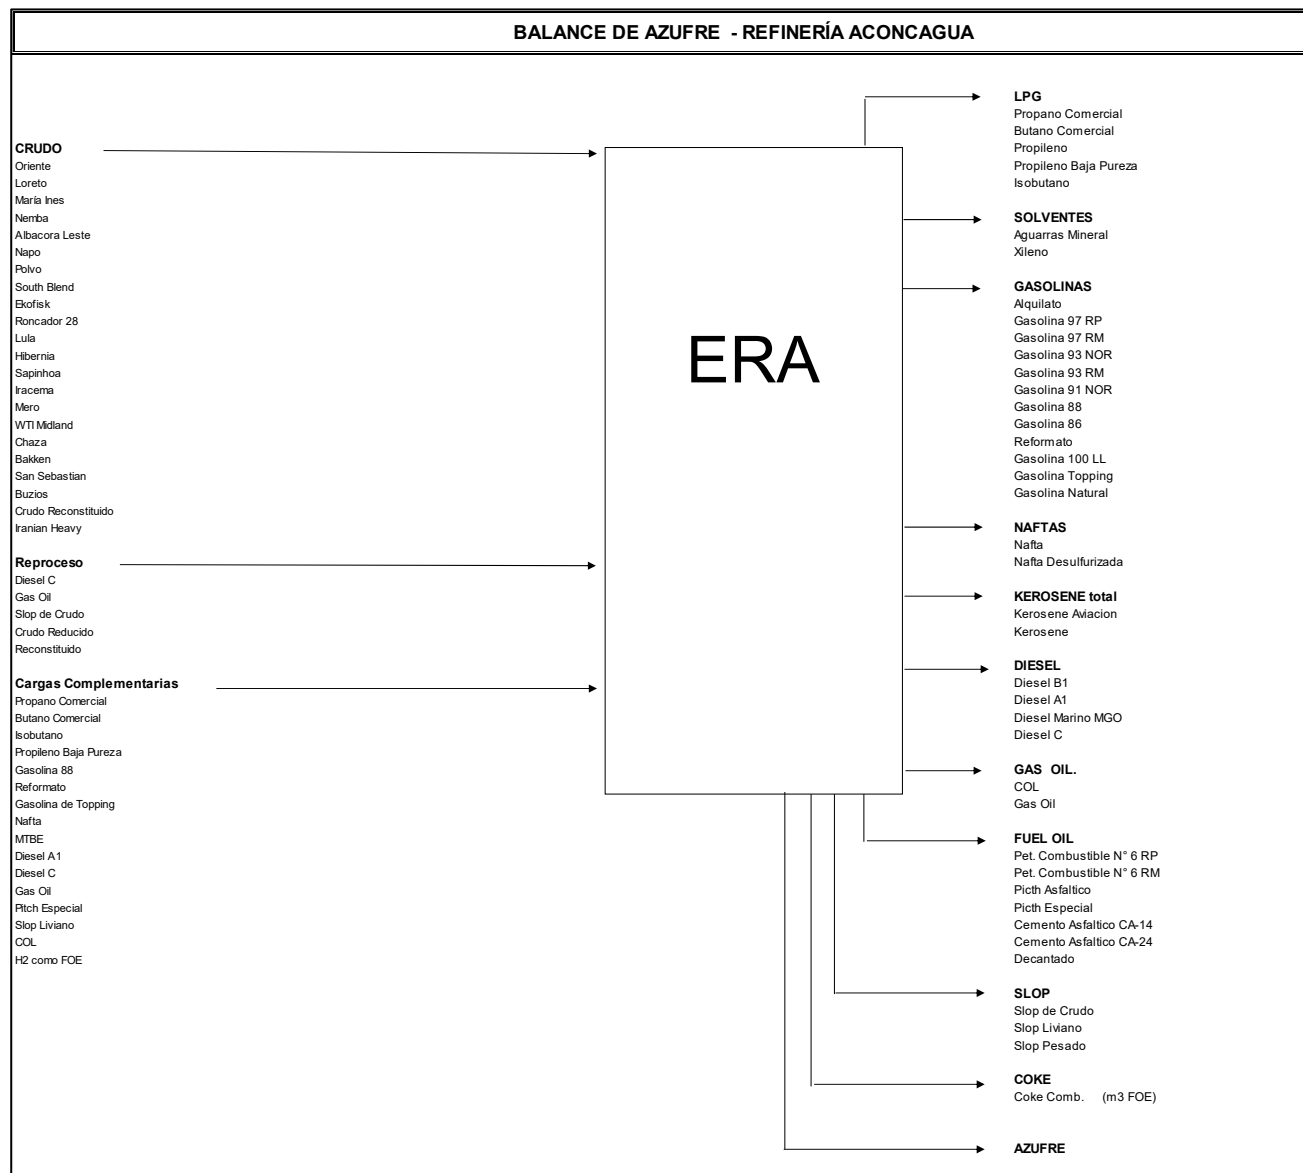 BALANCE DE AZUFRE - REFINERÍA ACONCAGUA
CRUDO
Oriente
Loreto
María Ines
Nemba
Albacora Leste
Napo
Polvo
South Blend
Ekofisk
Roncador 28
Lula
Hibernia
Sapinhoa
Iracema
Mero
WTI Midland
Chaza
Bakken
San Sebastian
Buzios
Crudo Reconstituido
Iranian Heavy
Reproceso
Diesel C
Gas Oil
Slop de Crudo
Crudo Reducido
Reconstituido
Cargas Complementarias
Propano Comercial
Butano Comercial
Isobutano
Propileno Baja Pureza
Gasolina 88
Reformato
Gasolina de Topping
Nafta
MTBE
Diesel A1
Diesel C
Gas Oil
Pitch Especial
Slop Liviano
COL
H2 como FOE
ERA
LPG
Propano Comercial
Butano Comercial
Propileno
Propileno Baja Pureza
Isobutano
SOLVENTES
Aguarras Mineral
Xileno
GASOLINAS
Alquilato
Gasolina 97 RP
Gasolina 97 RM
Gasolina 93 NOR
Gasolina 93 RM
Gasolina 91 NOR
Gasolina 88
Gasolina 86
Reformato
Gasolina 100 LL
Gasolina Topping
Gasolina Natural
NAFTAS
Nafta
Nafta Desulfurizada
KEROSENE total
Kerosene Aviacion
Kerosene
DIESEL
Diesel B1
Diesel A1
Diesel Marino MGO
Diesel C
GAS OIL.
COL
Gas Oil
FUEL OIL
Pet. Combustible N° 6 RP
Pet. Combustible N° 6 RM
Picth Asfaltico
Picth Especial
Cemento Asfaltico CA-14
Cemento Asfaltico CA-24
Decantado
SLOP
Slop de Crudo
Slop Liviano
Slop Pesado
COKE
Coke Comb. (m3 FOE)
AZUFRE